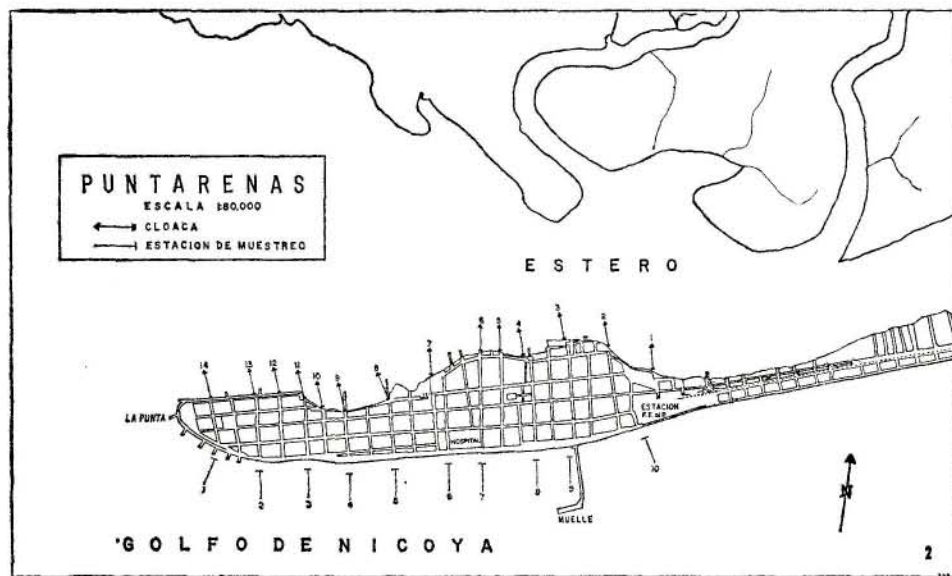 PUNTARENAS
ESCALA 1:80,000
CLOACA
ESTACION DE MUESTREO
ESTERO
14 13 12 11 10 9 8 7 6 5 4 3 2 1
LA PUNTA
HOSPITAL
ESTACION
1 2 3 4 5 6 7 8 9 10
MUELLE
N
GOLFO DE NICOYA
2